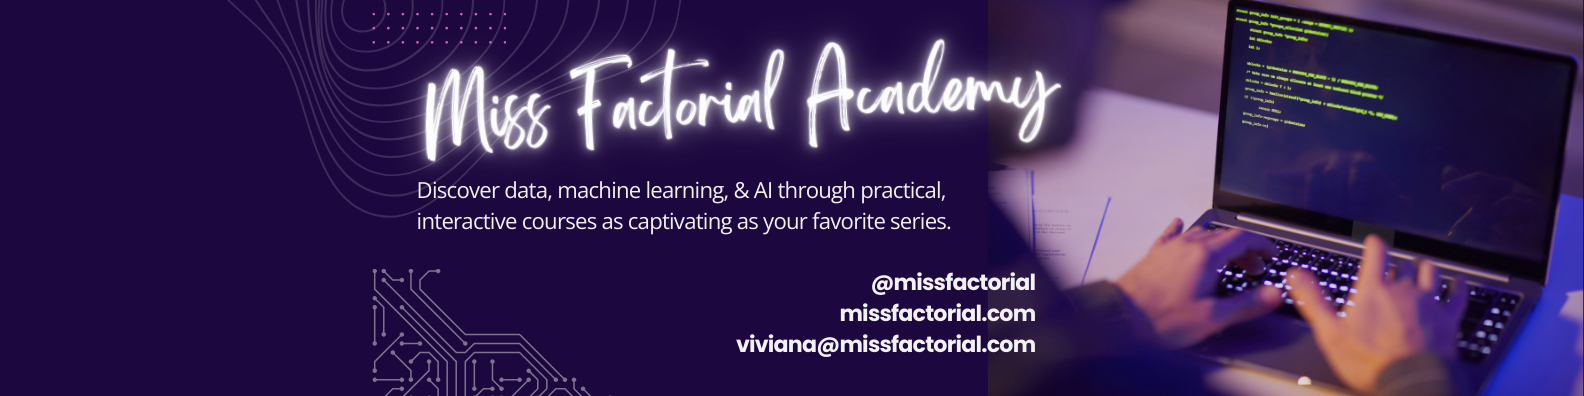 Miss Factorial Academy
Discover data, machine learning, & AI through practical,
interactive courses as captivating as your favorite series.
@missfactorial
missfactorial.com
viviana@missfactorial.com